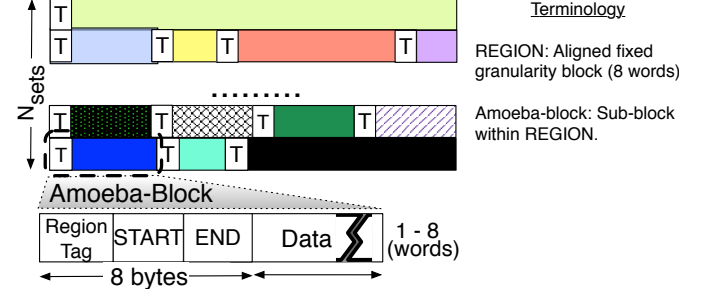 Terminology
T
T T T T
REGION: Aligned fixed
granularity block (8 words)
Nsets
.........
T T T T
Amoeba-block: Sub-block
within REGION.
T T T
Amoeba-Block
Region
Tag
START
END
Data
1 - 8
(words)
8 bytes